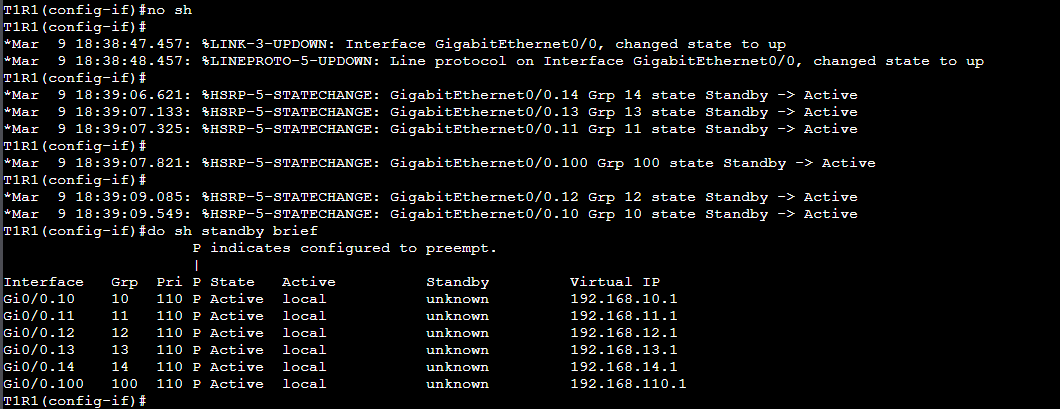 T1R1(config-if)#no sh
T1R1(config-if)#
*Mar  9 18:38:47.457: %LINK-3-UPDOWN: Interface GigabitEthernet0/0, changed state to up
*Mar  9 18:38:48.457: %LINEPROTO-5-UPDOWN: Line protocol on Interface GigabitEthernet0/0, changed state to up
T1R1(config-if)#
*Mar  9 18:39:06.621: %HSRP-5-STATECHANGE: GigabitEthernet0/0.14 Grp 14 state Standby -> Active
*Mar  9 18:39:07.133: %HSRP-5-STATECHANGE: GigabitEthernet0/0.13 Grp 13 state Standby -> Active
*Mar  9 18:39:07.325: %HSRP-5-STATECHANGE: GigabitEthernet0/0.11 Grp 11 state Standby -> Active
T1R1(config-if)#
*Mar  9 18:39:07.821: %HSRP-5-STATECHANGE: GigabitEthernet0/0.100 Grp 100 state Standby -> Active
T1R1(config-if)#
*Mar  9 18:39:09.085: %HSRP-5-STATECHANGE: GigabitEthernet0/0.12 Grp 12 state Standby -> Active
*Mar  9 18:39:09.549: %HSRP-5-STATECHANGE: GigabitEthernet0/0.10 Grp 10 state Standby -> Active
T1R1(config-if)#do sh standby brief
                     P indicates configured to preempt.
                     |
Interface   Grp  Pri P State   Active          Standby         Virtual IP
Gi0/0.10    10   110 P Active  local           unknown         192.168.10.1
Gi0/0.11    11   110 P Active  local           unknown         192.168.11.1
Gi0/0.12    12   110 P Active  local           unknown         192.168.12.1
Gi0/0.13    13   110 P Active  local           unknown         192.168.13.1
Gi0/0.14    14   110 P Active  local           unknown         192.168.14.1
Gi0/0.100   100  110 P Active  local           unknown         192.168.110.1
T1R1(config-if)#